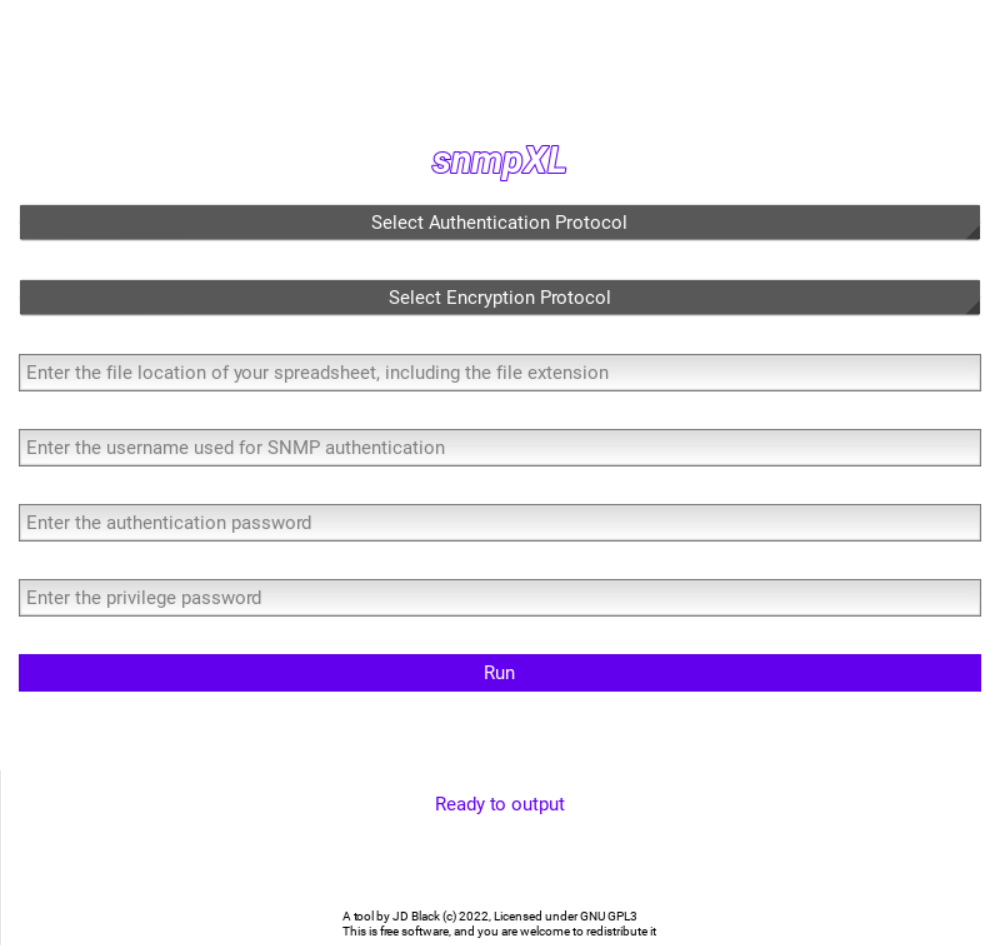 snmpXL
Select Authentication Protocol
Select Encryption Protocol
Enter the file location of your spreadsheet, including the file extension
Enter the username used for SNMP authentication
Enter the authentication password
Enter the privilege password
Run
Ready to output
A tool by JD Black (c) 2022, Licensed under GNU GPL3
This is free software, and you are welcome to redistribute it